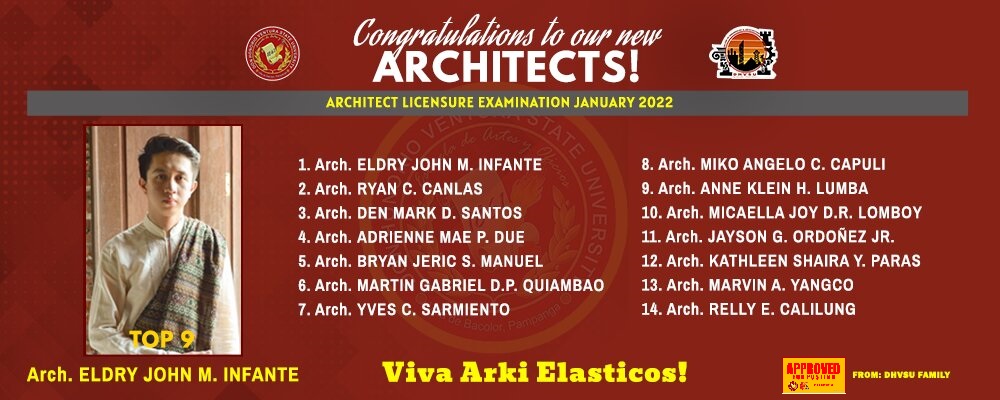 Congratulations to our new
ARCHITECTS!
DHVSU
ARCHITECT LICENSURE EXAMINATION JANUARY 2022
1. Arch. ELDRY JOHN M. INFANTE
2. Arch. RYAN C. CANLAS
3. Arch. DEN MARK D. SANTOS
4. Arch. ADRIENNE MAE P. DUE
5. Arch. BRYAN JERIC S. MANUEL
6. Arch. MARTIN GABRIEL D.P. QUIAMBAO
7. Arch. YVES C. SARMIENTO
8. Arch. MIKO ANGELO C. CAPULI
9. Arch. ANNE KLEIN H. LUMBA
10. Arch. MICAELLA JOY D.R. LOMBOY
11. Arch. JAYSON G. ORDOÑEZ JR.
12. Arch. KATHLEEN SHAIRA Y. PARAS
13. Arch. MARVIN A. YANGCO
14. Arch. RELLY E. CALILUNG
TOP 9
Arch. ELDRY JOHN M. INFANTE
Viva Arki Elasticos!
APPROVED
FOR POSTING
FROM: DHVSU FAMILY